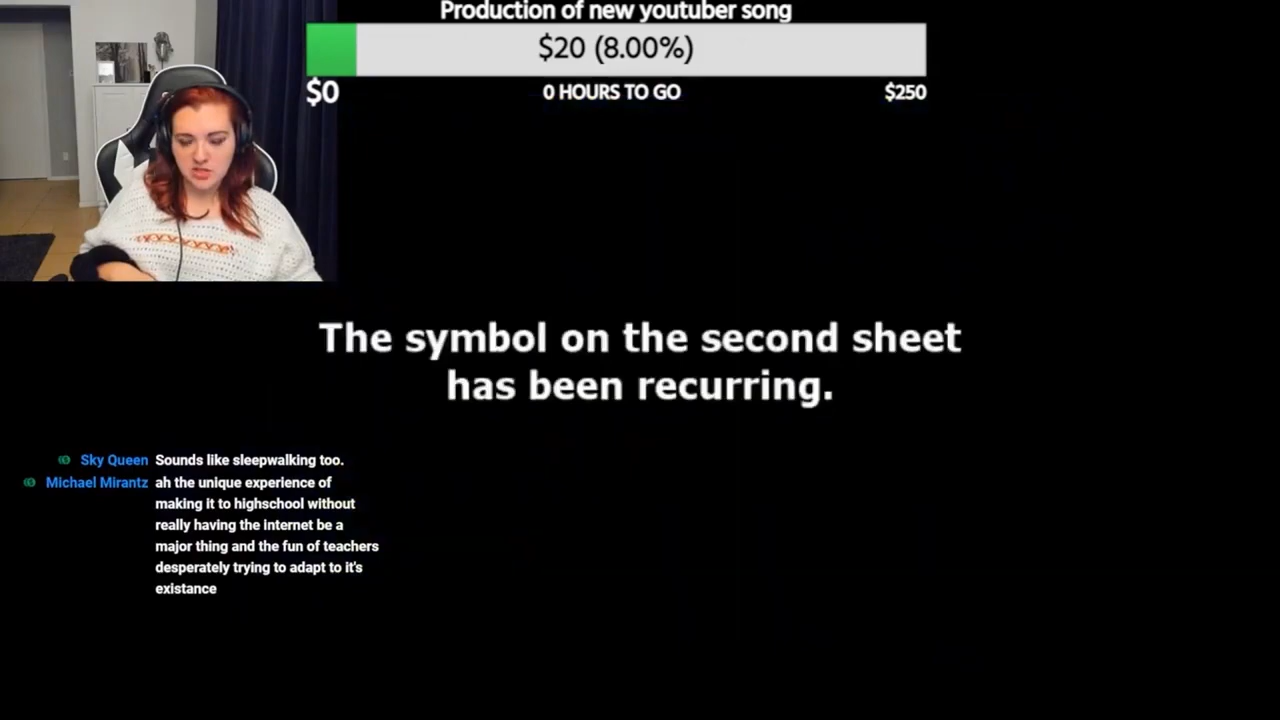 Production of new youtuber song
$20 (8.00%)
$0
0 HOURS TO GO
$250
The symbol on the second sheet
has been recurring.
Sky Queen Sounds like sleepwalking too.
Michael Mirantz ah the unique experience of
making it to highschool without
really having the internet be a
major thing and the fun of teachers
desperately trying to adapt to it's
existance